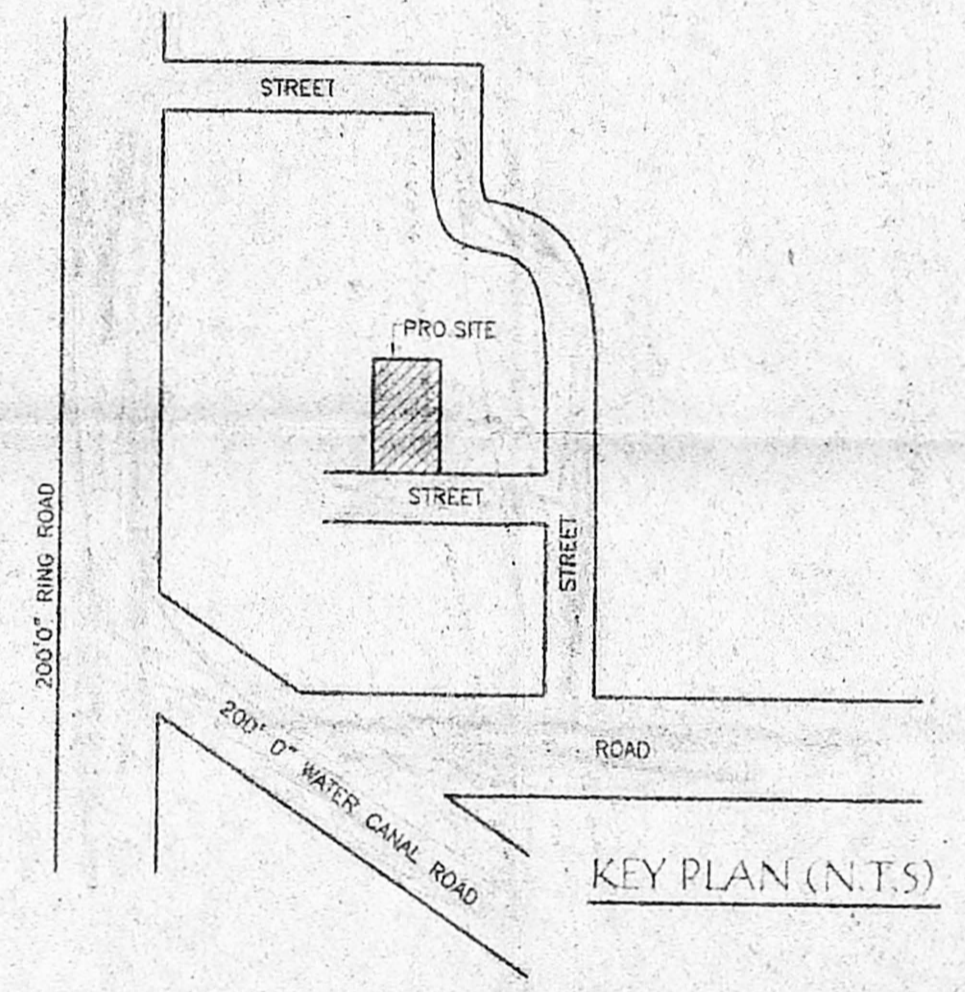 STREET
PRO.SITE
STREET
STREET
200'0" RING ROAD
200'0" WATER CANAL ROAD
ROAD
KEY PLAN (N.T.S)